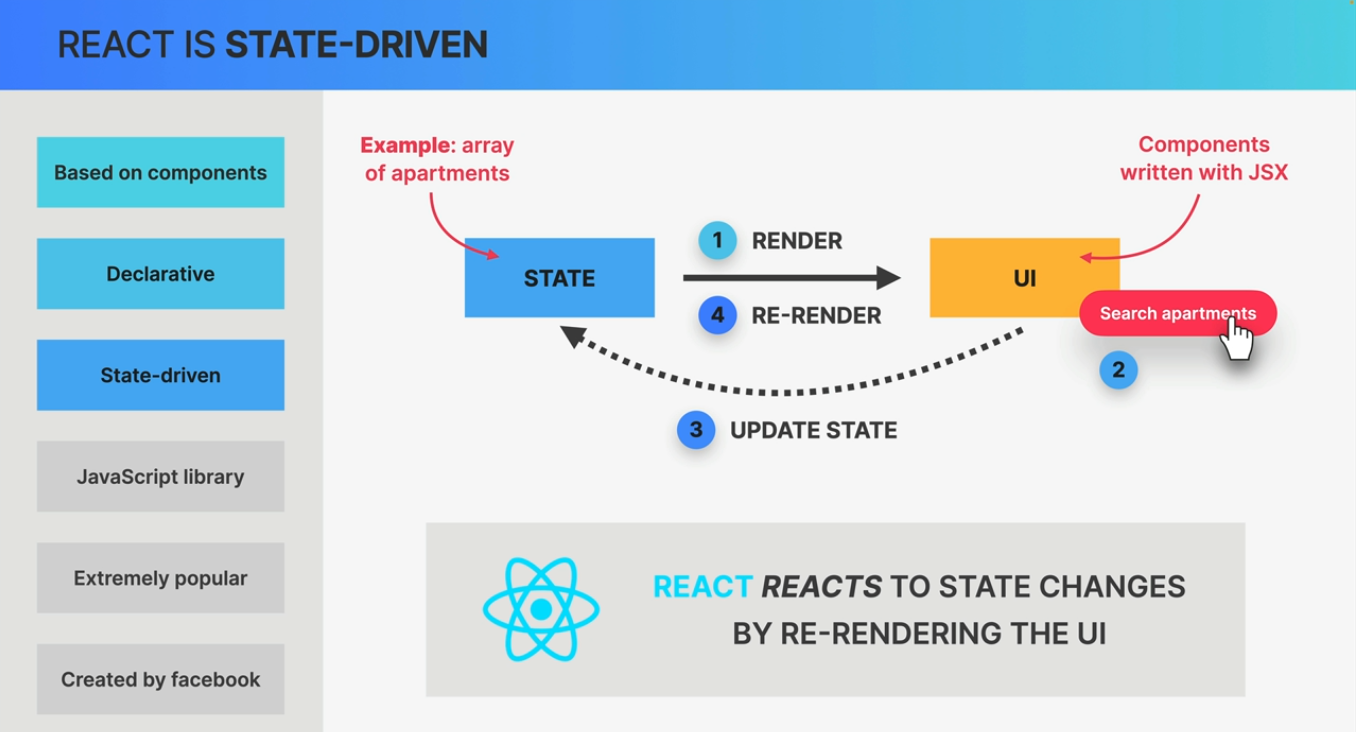 REACT IS STATE-DRIVEN
Based on components
Declarative
State-driven
JavaScript library
Extremely popular
Created by facebook
Example: array
of apartments
Components
written with JSX
STATE
1 RENDER
4 RE-RENDER
UI
Search apartments
2
3 UPDATE STATE
REACT REACTS TO STATE CHANGES
BY RE-RENDERING THE UI